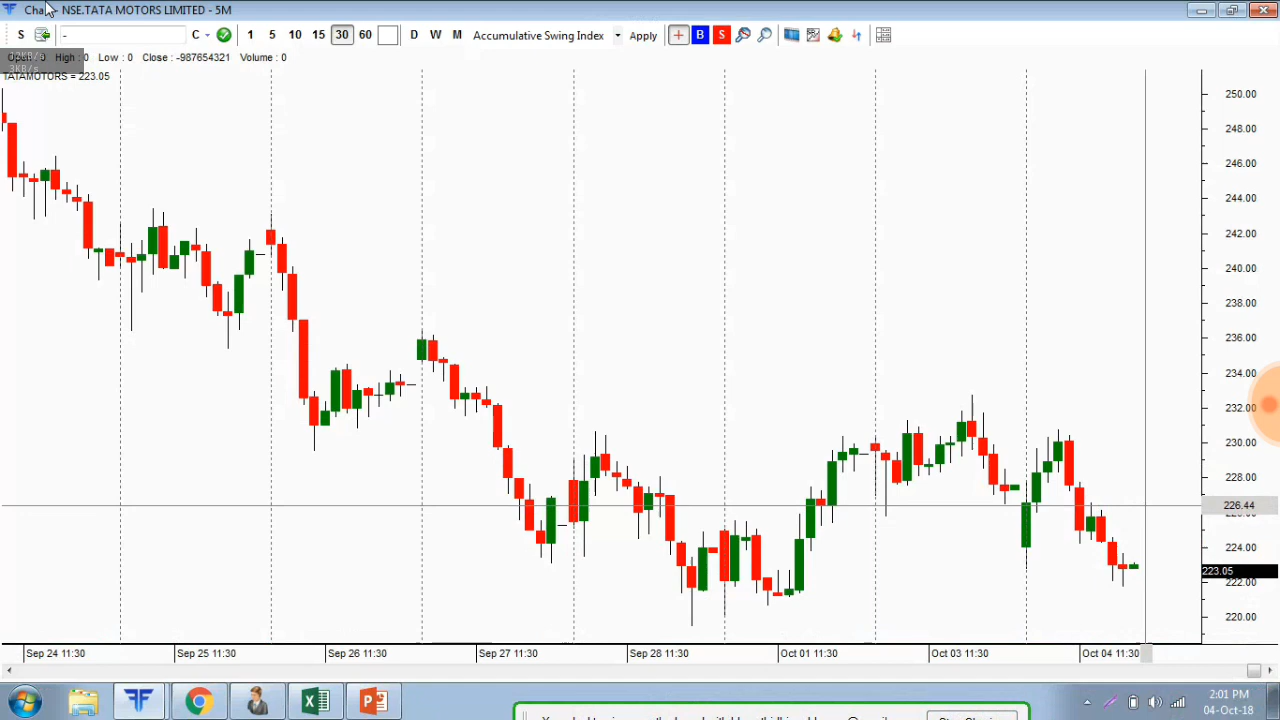 Cha NSE.TATA MOTORS LIMITED - 5M
S - C 1 5 10 15 30 60 D W M Accumulative Swing Index Apply B S
Open : 0 High : 0 Low : 0 Close : -987654321 Volume : 0
3KB/s
TATAMOTORS = 223.05
250.00
248.00
246.00
244.00
242.00
240.00
238.00
236.00
234.00
232.00
230.00
228.00
226.44
224.00
223.05
222.00
220.00
Sep 24 11:30 Sep 25 11:30 Sep 26 11:30 Sep 27 11:30 Sep 28 11:30 Oct 01 11:30 Oct 03 11:30 Oct 04 11:30
2:01 PM
04-Oct-18